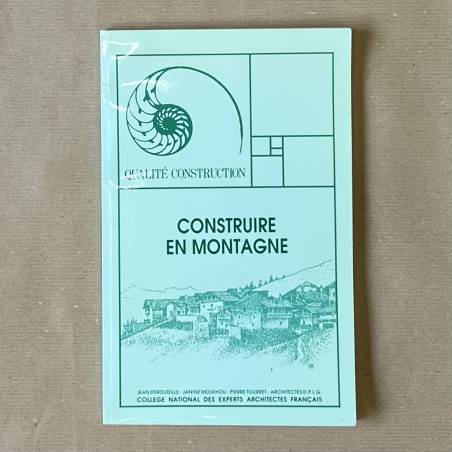 QUALITÉ CONSTRUCTION
CONSTRUIRE
EN MONTAGNE
JEAN DEROUDILLE - JANINE MOLKHOU - PIERRE TOURRET - ARCHITECTES D.P.L.G.
COLLEGE NATIONAL DES EXPERTS ARCHITECTES FRANÇAIS